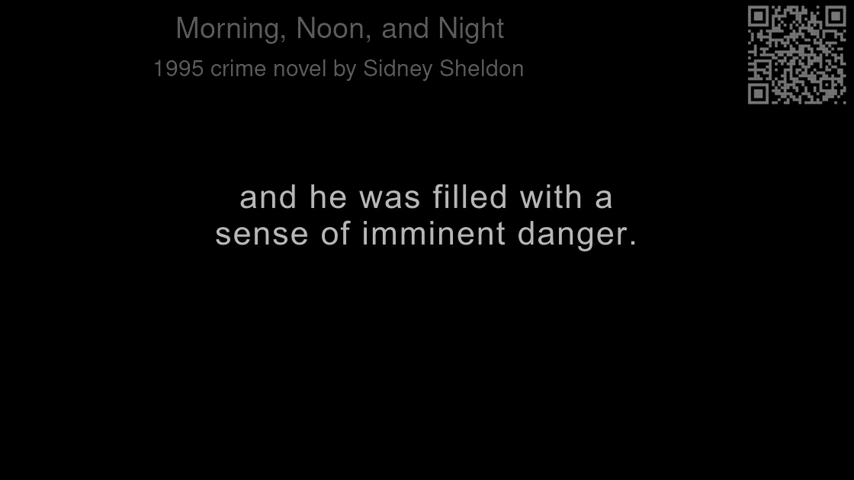 Morning, Noon, and Night
1995 crime novel by Sidney Sheldon
and he was filled with a
sense of imminent danger.